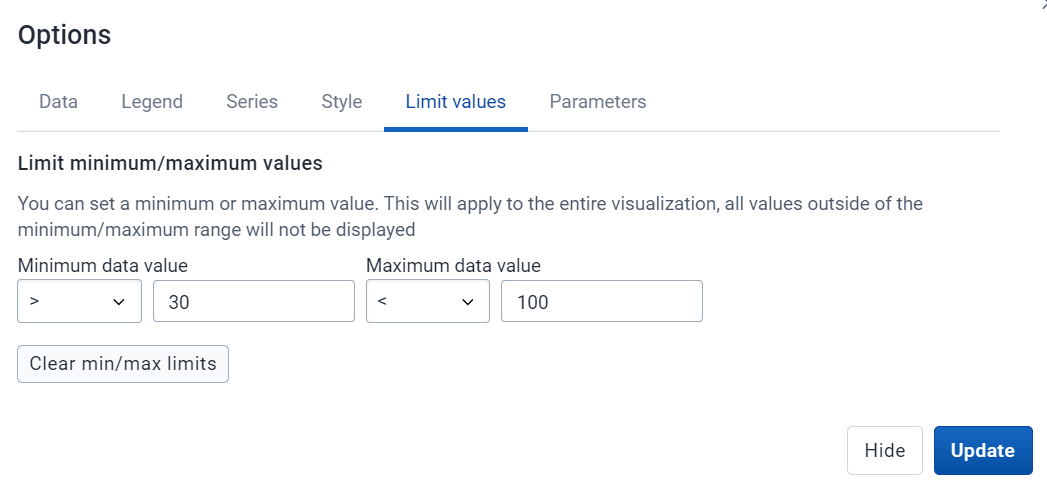 Options
Data Legend Series Style Limit values Parameters
Limit minimum/maximum values
You can set a minimum or maximum value. This will apply to the entire visualization, all values outside of the
minimum/maximum range will not be displayed
Minimum data value Maximum data value
> 30 < 100
Clear min/max limits
Hide Update